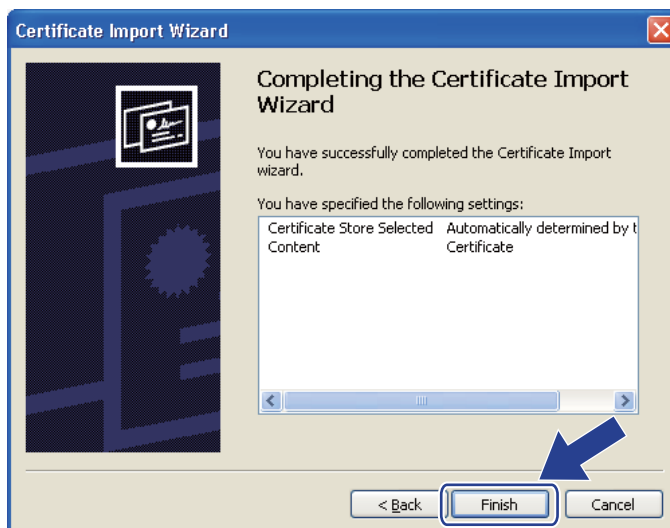 Certificate Import Wizard
Completing the Certificate Import
Wizard
You have successfully completed the Certificate Import
wizard.
You have specified the following settings:
Certificate Store Selected Automatically determined by t
Content Certificate
< Back Finish Cancel